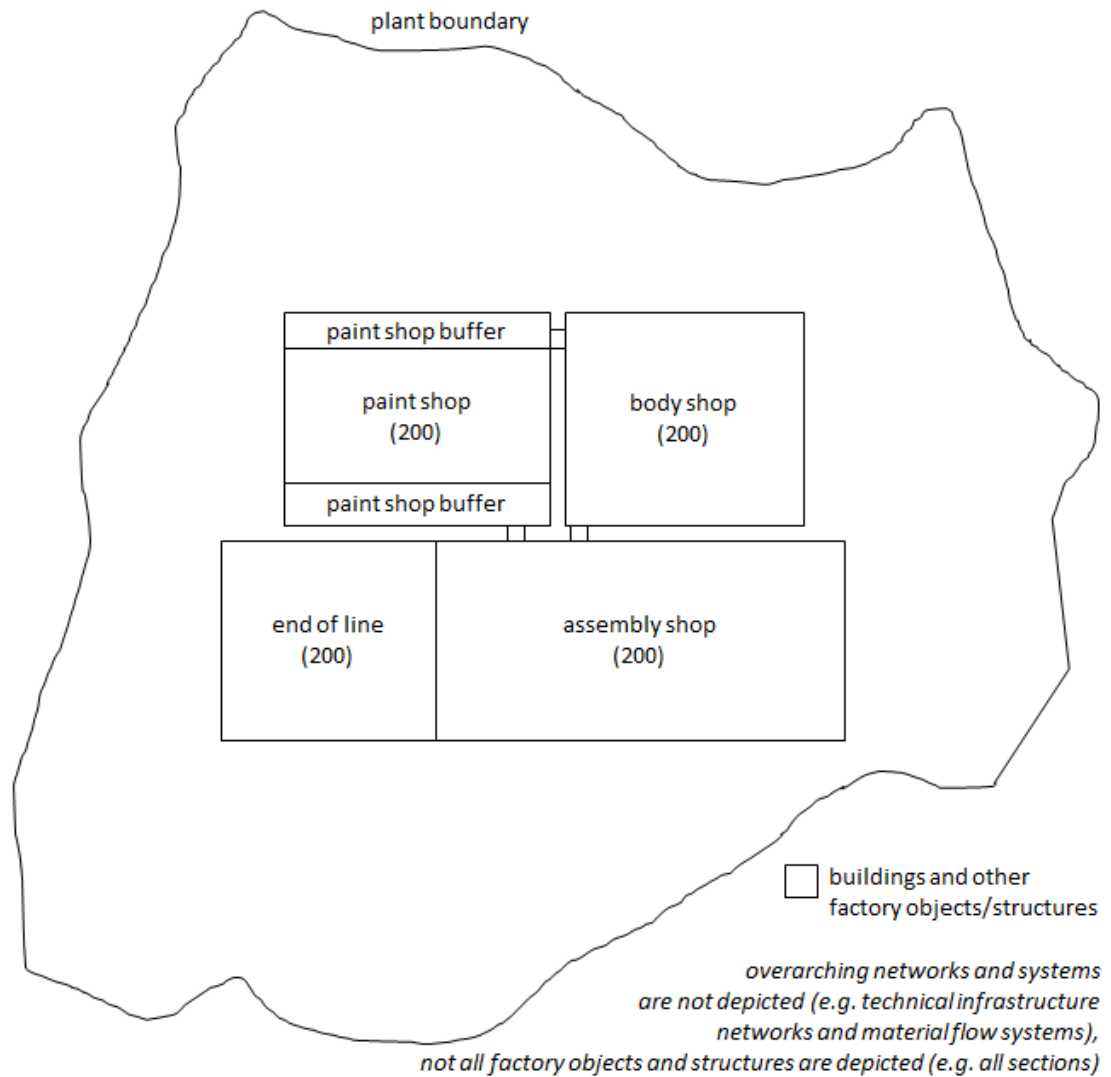 plant boundary
paint shop buffer
paint shop
(200)
body shop
(200)
paint shop buffer
end of line
(200)
assembly shop
(200)
buildings and other
factory objects/structures
overarching networks and systems
are not depicted (e.g. technical infrastructure
networks and material flow systems),
not all factory objects and structures are depicted (e.g. all sections)